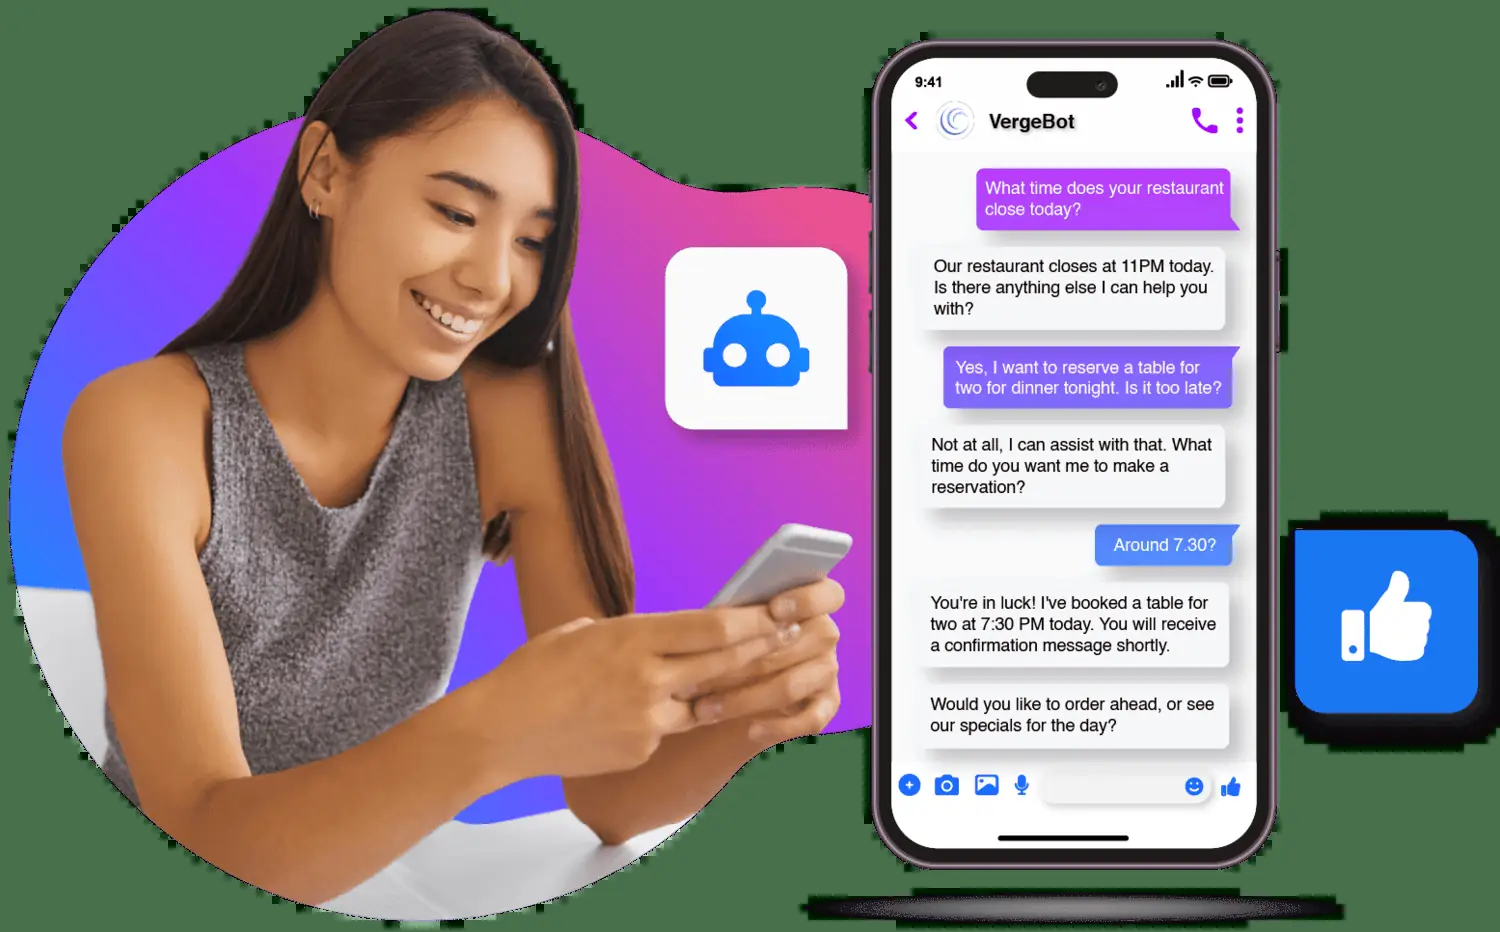 9:41
VergeBot
What time does your restaurant
close today?
Our restaurant closes at 11PM today.
Is there anything else I can help you
with?
Yes, I want to reserve a table for
two for dinner tonight. Is it too late?
Not at all, I can assist with that. What
time do you want me to make a
reservation?
Around 7.30?
You're in luck! I've booked a table for
two at 7:30 PM today. You will receive
a confirmation message shortly.
Would you like to order ahead, or see
our specials for the day?